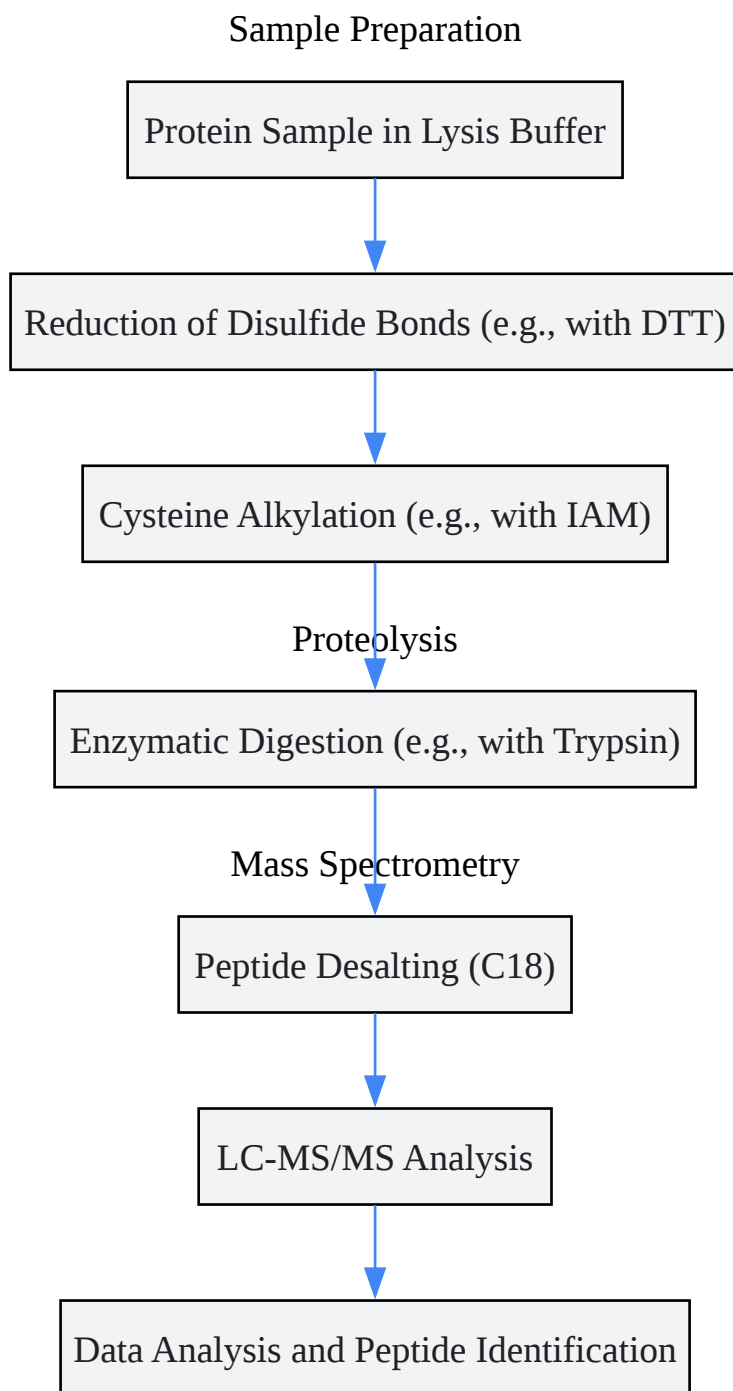 Sample Preparation
Protein Sample in Lysis Buffer
Reduction of Disulfide Bonds (e.g., with DTT)
Cysteine Alkylation (e.g., with IAM)
Proteolysis
Enzymatic Digestion (e.g., with Trypsin)
Mass Spectrometry
Peptide Desalting (C18)
LC-MS/MS Analysis
Data Analysis and Peptide Identification